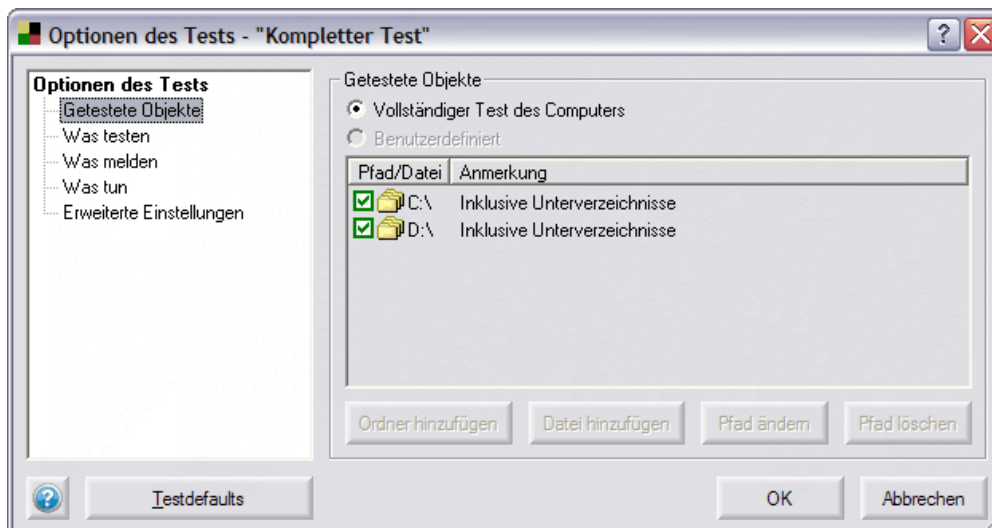 Optionen des Tests - "Kompletter Test"
Optionen des Tests
Getestete Objekte
Was testen
Was melden
Was tun
Erweiterte Einstellungen
Getestete Objekte
Vollständiger Test des Computers
Benutzerdefiniert
Pfad/Datei Anmerkung
C:\ Inklusive Unterverzeichnisse
D:\ Inklusive Unterverzeichnisse
Ordner hinzufügen Datei hinzufügen Pfad ändern Pfad löschen
Testdefaults OK Abbrechen